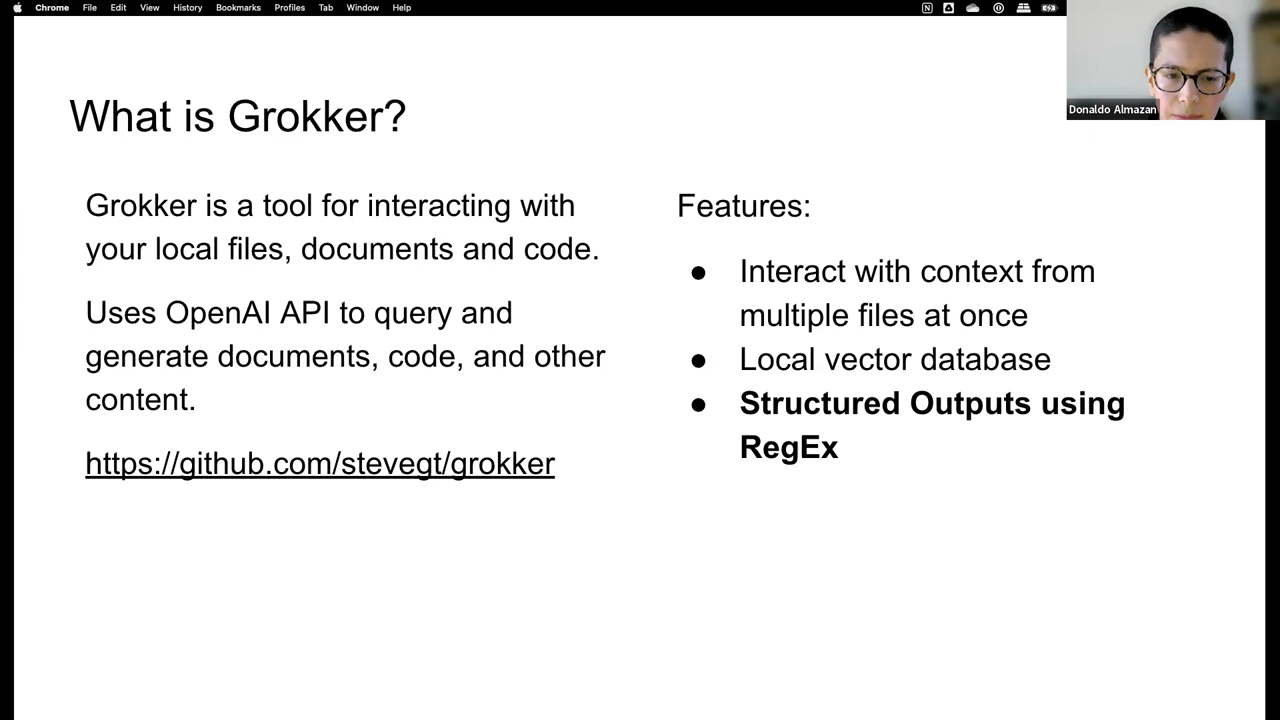 Chrome File Edit View History Bookmarks Profiles Tab Window Help
What is Grokker?
Grokker is a tool for interacting with
your local files, documents and code.
Uses OpenAI API to query and
generate documents, code, and other
content.
https://github.com/stevegt/grokker
Features:
● Interact with context from
multiple files at once
● Local vector database
● Structured Outputs using
RegEx
Donaldo Almazan